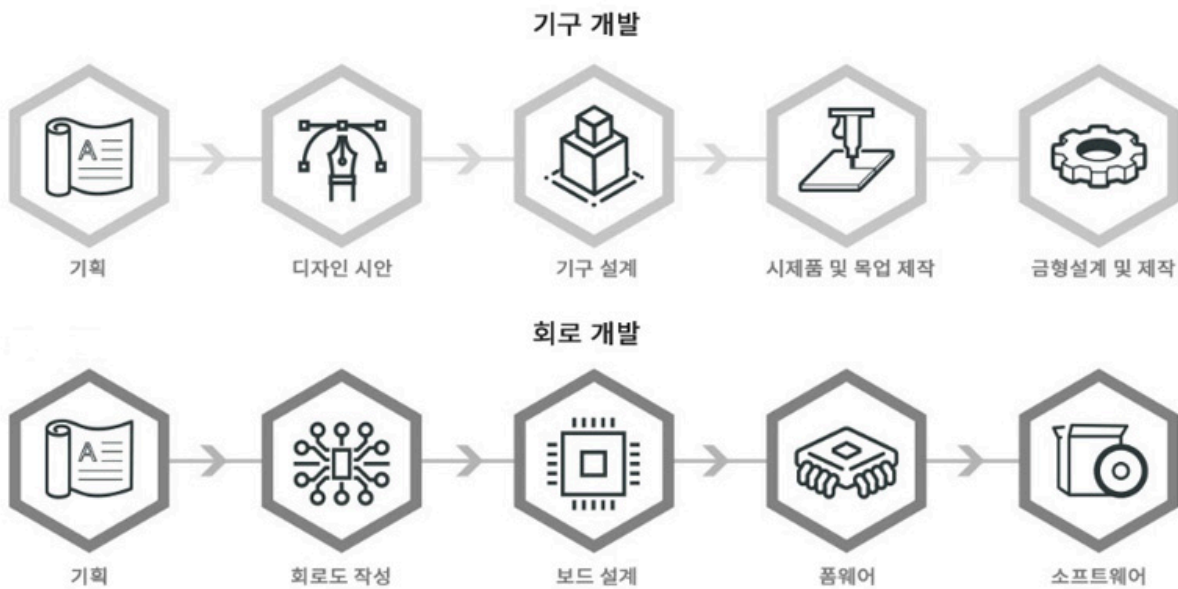 기구 개발
기획
디자인 시안
기구 설계
시제품 및 목업 제작
금형설계 및 제작
회로 개발
기획
회로도 작성
보드 설계
폼웨어
소프트웨어